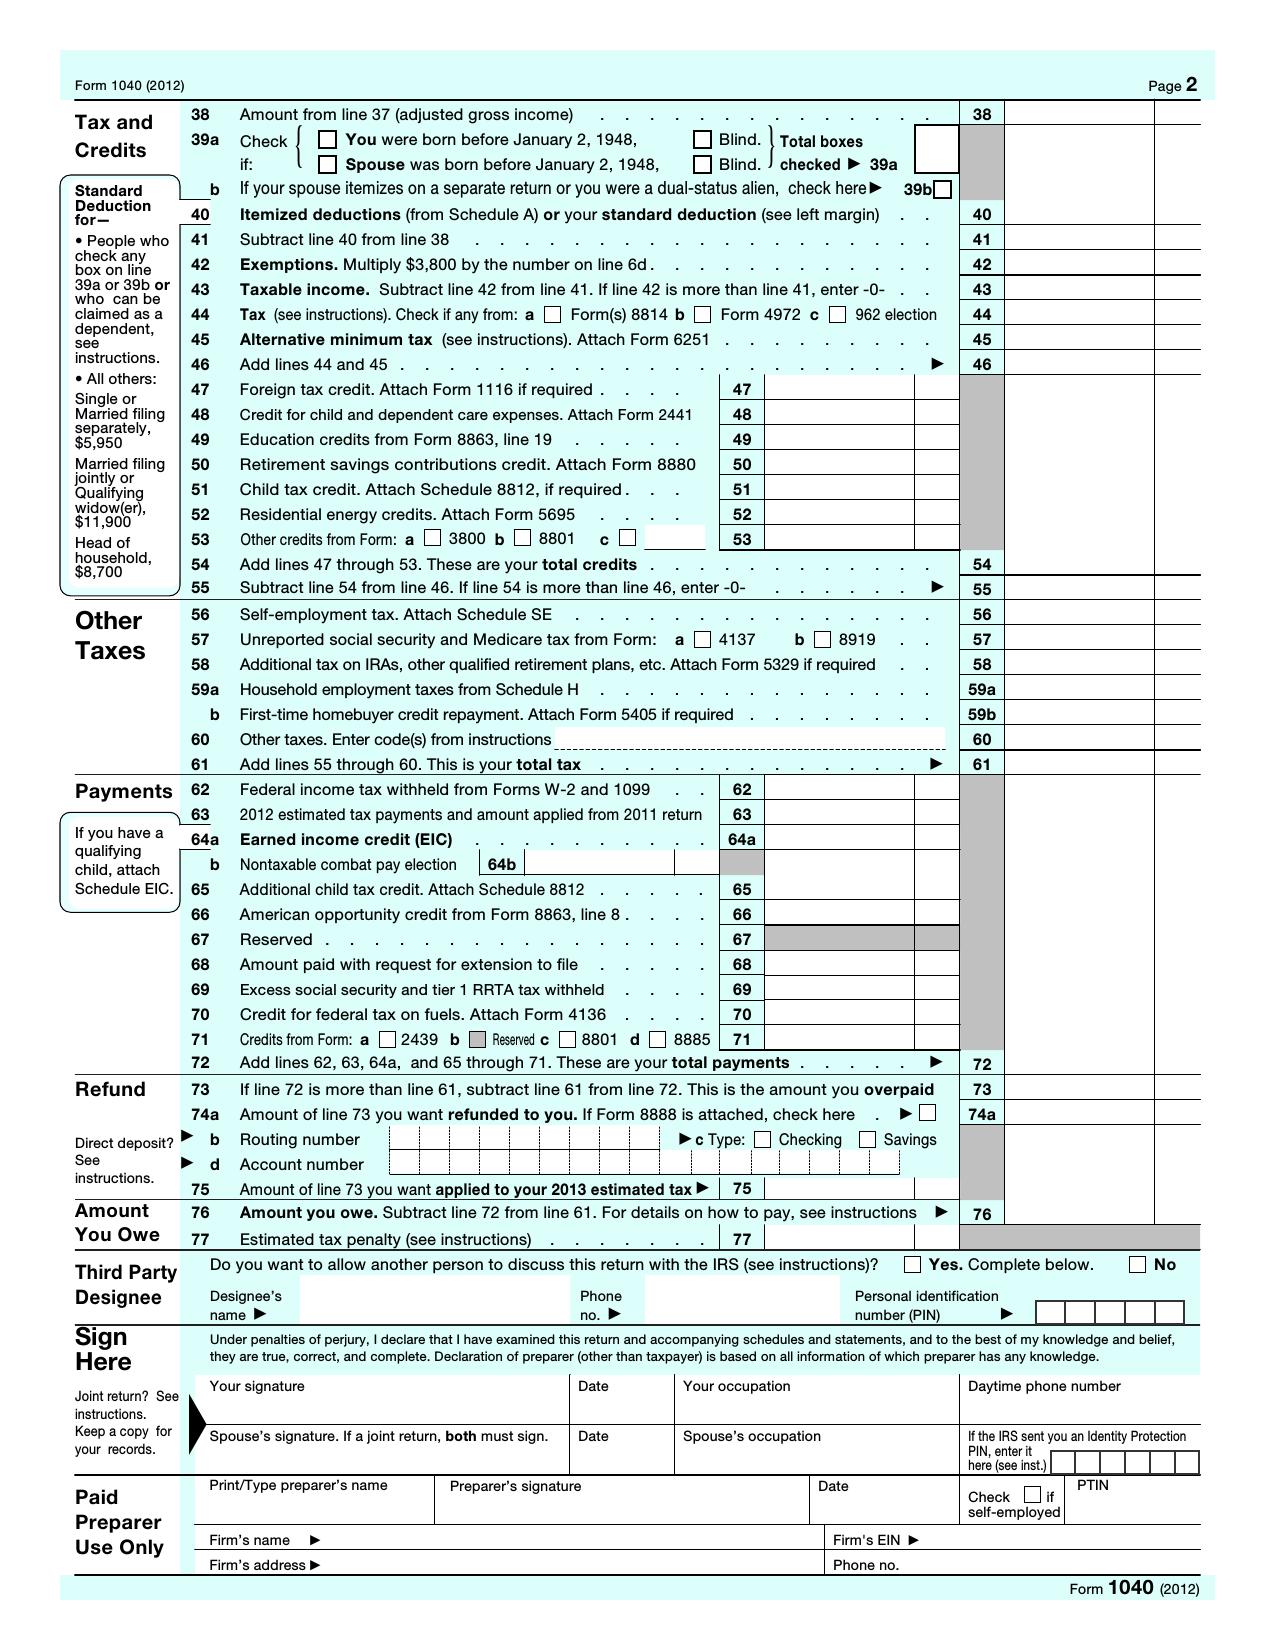 Form 1040 (2012) Page 2
Tax and Credits
38 Amount from line 37 (adjusted gross income) . . . . . . . . . . . . . . 38
39a Check if: { You were born before January 2, 1948, Blind. } Total boxes
Spouse was born before January 2, 1948, Blind. checked ▶ 39a
b If your spouse itemizes on a separate return or you were a dual-status alien, check here ▶ 39b
Standard Deduction for—
• People who check any box on line 39a or 39b or who can be claimed as a dependent, see instructions.
• All others:
Single or Married filing separately, $5,950
Married filing jointly or Qualifying widow(er), $11,900
Head of household, $8,700
40 Itemized deductions (from Schedule A) or your standard deduction (see left margin) . . 40
41 Subtract line 40 from line 38 . . . . . . . . . . . . . . . . . . . 41
42 Exemptions. Multiply $3,800 by the number on line 6d . . . . . . . . . . . . 42
43 Taxable income. Subtract line 42 from line 41. If line 42 is more than line 41, enter -0- . . 43
44 Tax (see instructions). Check if any from: a Form(s) 8814 b Form 4972 c 962 election 44
45 Alternative minimum tax (see instructions). Attach Form 6251 . . . . . . . . . 45
46 Add lines 44 and 45 . . . . . . . . . . . . . . . . . . . . . ▶ 46
47 Foreign tax credit. Attach Form 1116 if required . . . . 47
48 Credit for child and dependent care expenses. Attach Form 2441 48
49 Education credits from Form 8863, line 19 . . . . . 49
50 Retirement savings contributions credit. Attach Form 8880 50
51 Child tax credit. Attach Schedule 8812, if required . . . 51
52 Residential energy credits. Attach Form 5695 . . . . 52
53 Other credits from Form: a 3800 b 8801 c 53
54 Add lines 47 through 53. These are your total credits . . . . . . . . . . . . 54
55 Subtract line 54 from line 46. If line 54 is more than line 46, enter -0- . . . . . . ▶ 55
Other Taxes
56 Self-employment tax. Attach Schedule SE . . . . . . . . . . . . . . . 56
57 Unreported social security and Medicare tax from Form: a 4137 b 8919 . . 57
58 Additional tax on IRAs, other qualified retirement plans, etc. Attach Form 5329 if required . . 58
59a Household employment taxes from Schedule H . . . . . . . . . . . . . . 59a
b First-time homebuyer credit repayment. Attach Form 5405 if required . . . . . . . . 59b
60 Other taxes. Enter code(s) from instructions 60
61 Add lines 55 through 60. This is your total tax . . . . . . . . . . . . . ▶ 61
Payments
If you have a qualifying child, attach Schedule EIC.
62 Federal income tax withheld from Forms W-2 and 1099 . . 62
63 2012 estimated tax payments and amount applied from 2011 return 63
64a Earned income credit (EIC) . . . . . . . . . . 64a
b Nontaxable combat pay election 64b
65 Additional child tax credit. Attach Schedule 8812 . . . . . 65
66 American opportunity credit from Form 8863, line 8 . . . . 66
67 Reserved . . . . . . . . . . . . . . . . 67
68 Amount paid with request for extension to file . . . . . 68
69 Excess social security and tier 1 RRTA tax withheld . . . . 69
70 Credit for federal tax on fuels. Attach Form 4136 . . . . 70
71 Credits from Form: a 2439 b Reserved c 8801 d 8885 71
72 Add lines 62, 63, 64a, and 65 through 71. These are your total payments . . . . . ▶ 72
Refund
73 If line 72 is more than line 61, subtract line 61 from line 72. This is the amount you overpaid 73
74a Amount of line 73 you want refunded to you. If Form 8888 is attached, check here . ▶ 74a
Direct deposit? See instructions.
▶ b Routing number ▶ c Type: Checking Savings
▶ d Account number
75 Amount of line 73 you want applied to your 2013 estimated tax ▶ 75
Amount You Owe
76 Amount you owe. Subtract line 72 from line 61. For details on how to pay, see instructions ▶ 76
77 Estimated tax penalty (see instructions) . . . . . . . 77
Third Party Designee
Do you want to allow another person to discuss this return with the IRS (see instructions)? Yes. Complete below. No
Designee's name ▶ Phone no. ▶ Personal identification number (PIN) ▶
Sign Here
Under penalties of perjury, I declare that I have examined this return and accompanying schedules and statements, and to the best of my knowledge and belief,
they are true, correct, and complete. Declaration of preparer (other than taxpayer) is based on all information of which preparer has any knowledge.
Joint return? See instructions.
Keep a copy for your records.
Your signature Date Your occupation Daytime phone number
Spouse's signature. If a joint return, both must sign. Date Spouse's occupation If the IRS sent you an Identity Protection PIN, enter it here (see inst.)
Paid Preparer Use Only
Print/Type preparer's name Preparer's signature Date Check if self-employed PTIN
Firm's name ▶ Firm's EIN ▶
Firm's address ▶ Phone no.
Form 1040 (2012)